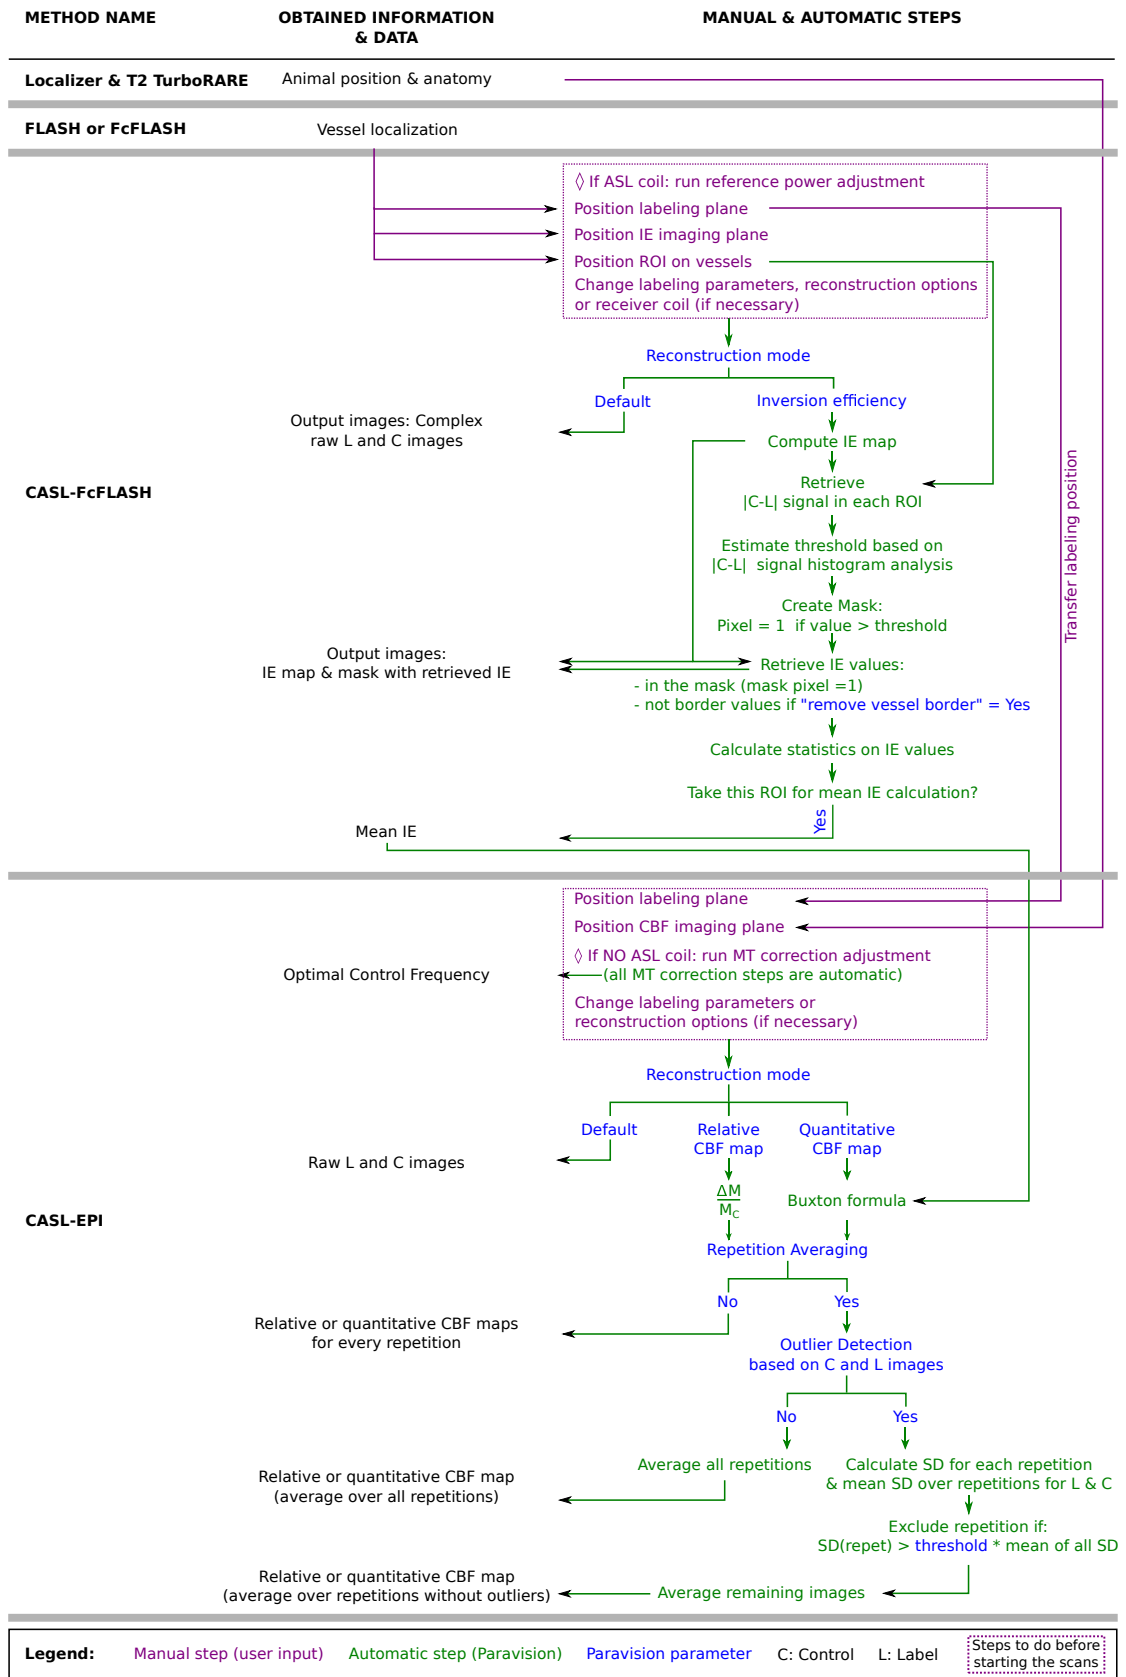 METHOD NAME
OBTAINED INFORMATION
& DATA
MANUAL & AUTOMATIC STEPS
Localizer & T2 TurboRARE
Animal position & anatomy
FLASH or FcFLASH
Vessel localization
◊ If ASL coil: run reference power adjustment
Position labeling plane
Position IE imaging plane
Position ROI on vessels
Change labeling parameters, reconstruction options
or receiver coil (if necessary)
Reconstruction mode
Default
Inversion efficiency
Output images: Complex
raw L and C images
Compute IE map
CASL-FcFLASH
Retrieve
|C-L| signal in each ROI
Transfer labeling position
Estimate threshold based on
|C-L| signal histogram analysis
Create Mask:
Pixel = 1 if value > threshold
Output images:
IE map & mask with retrieved IE
Retrieve IE values:
- in the mask (mask pixel =1)
- not border values if "remove vessel border" = Yes
Calculate statistics on IE values
Take this ROI for mean IE calculation?
Yes
Mean IE
Position labeling plane
Position CBF imaging plane
◊ If NO ASL coil: run MT correction adjustment
(all MT correction steps are automatic)
Optimal Control Frequency
Change labeling parameters or
reconstruction options (if necessary)
Reconstruction mode
Default
Relative
CBF map
Quantitative
CBF map
Raw L and C images
ΔM
M_C
Buxton formula
CASL-EPI
Repetition Averaging
No
Yes
Relative or quantitative CBF maps
for every repetition
Outlier Detection
based on C and L images
No
Yes
Average all repetitions
Calculate SD for each repetition
& mean SD over repetitions for L & C
Relative or quantitative CBF map
(average over all repetitions)
Exclude repetition if:
SD(repet) > threshold * mean of all SD
Relative or quantitative CBF map
(average over repetitions without outliers)
Average remaining images
Legend:
Manual step (user input)
Automatic step (Paravision)
Paravision parameter
C: Control
L: Label
Steps to do before
starting the scans